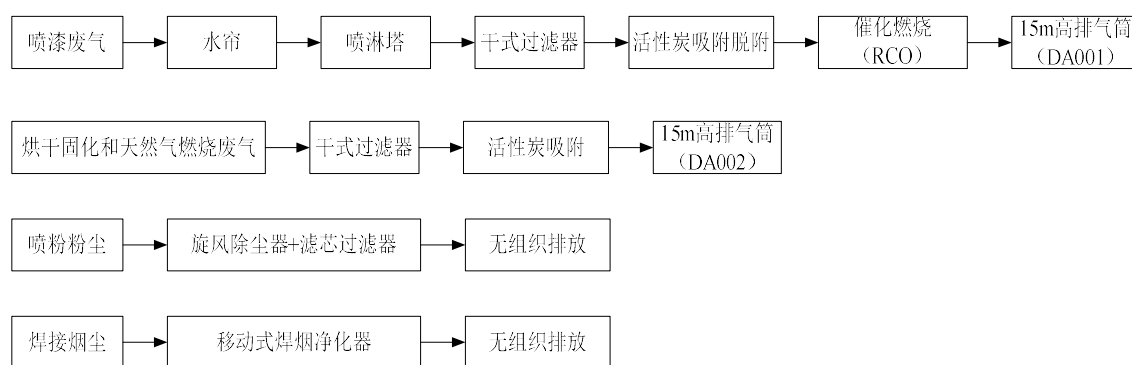 喷漆废气
水帘
喷淋塔
干式过滤器
活性炭吸附脱附
催化燃烧
（RCO）
15m高排气筒
（DA001）
烘干固化和天然气燃烧废气
干式过滤器
活性炭吸附
15m高排气筒
（DA002）
喷粉粉尘
旋风除尘器+滤芯过滤器
无组织排放
焊接烟尘
移动式焊烟净化器
无组织排放